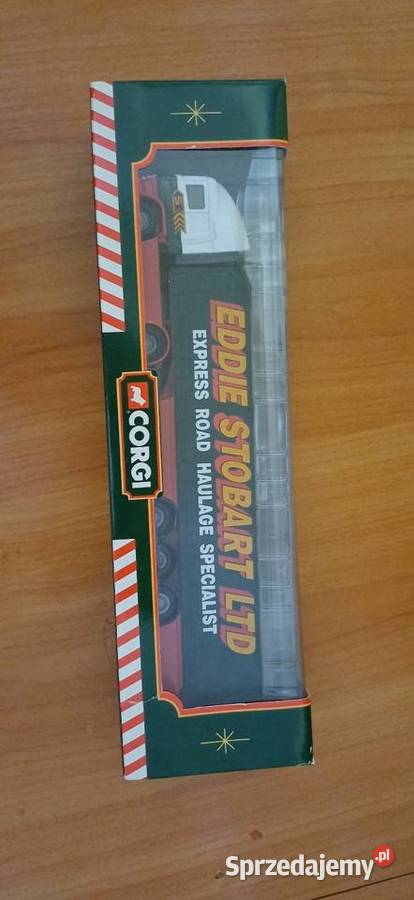 EDDIE STOBART LTD
EXPRESS ROAD HAULAGE SPECIALIST
CORGI
Sprzedajemy.pl